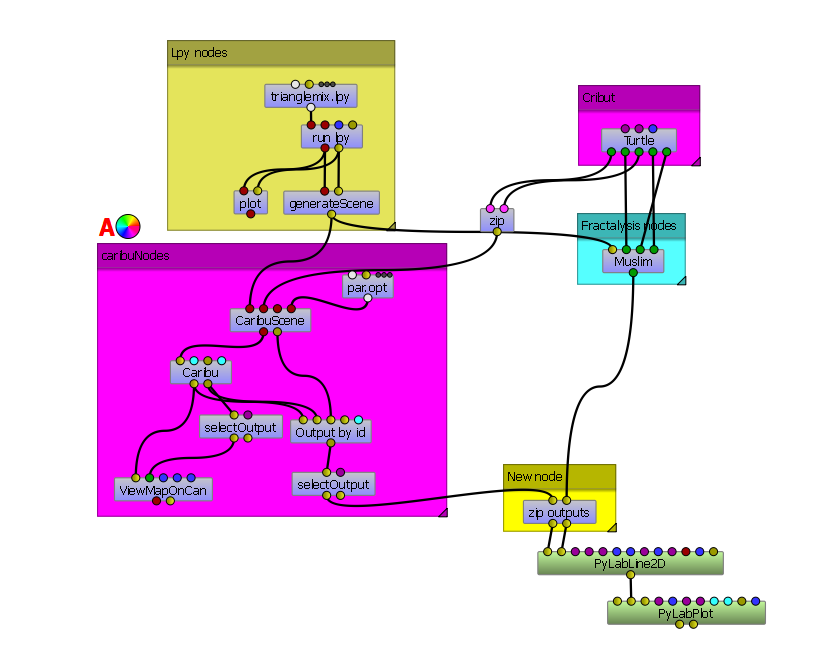 Lpy nodes
trianglemix.lpy
run lpy
plot
generateScene
Cribut
Turtle
zip
Fractalysis nodes
Muslim
A
caribuNodes
par.opt
CaribuScene
Caribu
selectOutput
Output by id
ViewMapOnCan
selectOutput
New node
zip outputs
PyLabLine2D
PyLabPlot